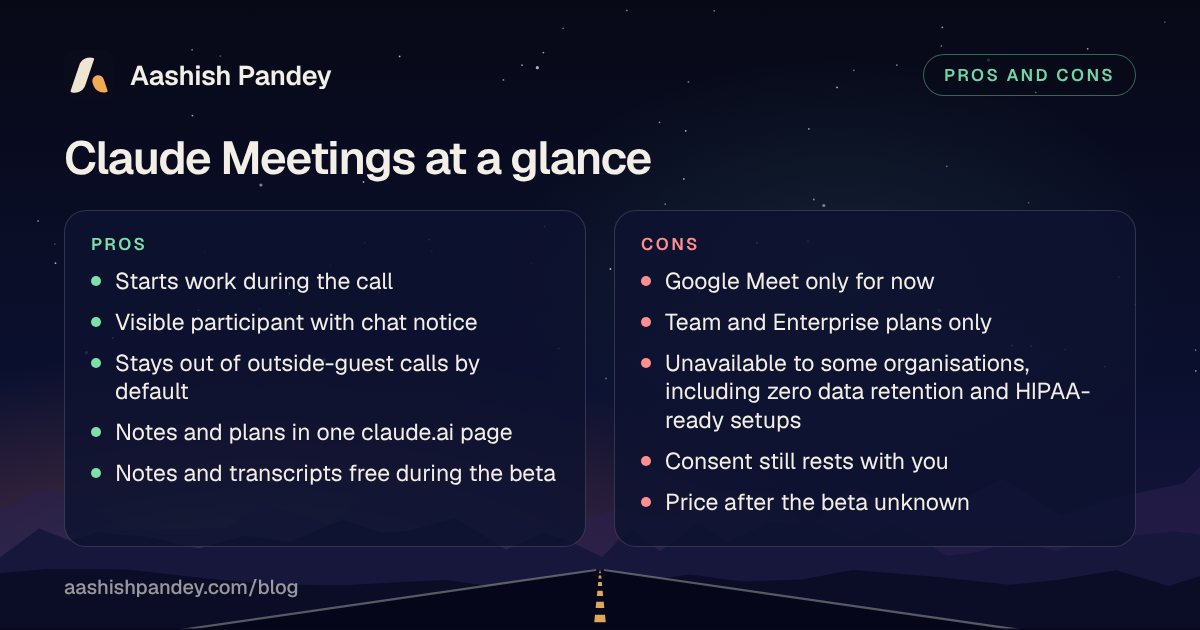 Aashish Pandey
PROS AND CONS
Claude Meetings at a glance
PROS
Starts work during the call
Visible participant with chat notice
Stays out of outside-guest calls by
default
Notes and plans in one claude.ai page
Notes and transcripts free during the beta
CONS
Google Meet only for now
Team and Enterprise plans only
Unavailable to some organisations,
including zero data retention and HIPAA-
ready setups
Consent still rests with you
Price after the beta unknown
aashishpandey.com/blog